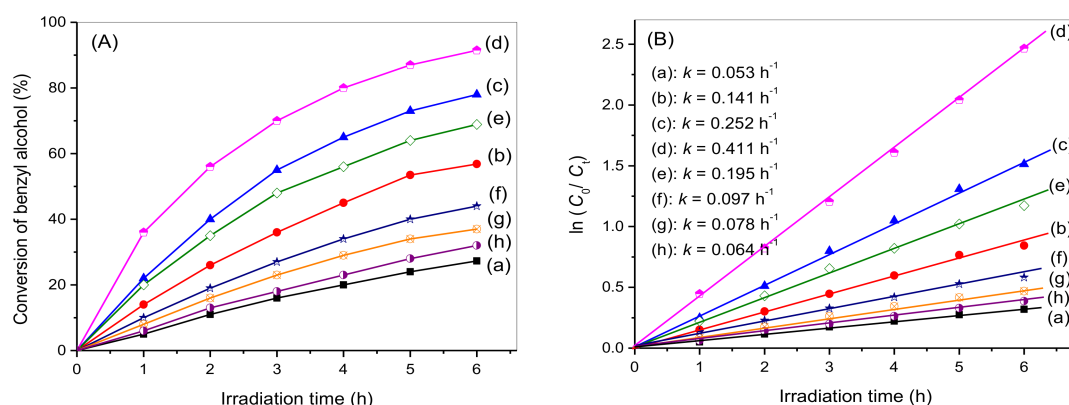 (A)
Conversion of benzyl alcohol (%)
100
80
60
40
20
0
(d)
(c)
(e)
(b)
(f)
(g)
(h)
(a)
0 1 2 3 4 5 6
Irradiation time (h)
(B)
ln ( C₀/ Cₜ)
2.5
2.0
1.5
1.0
0.5
0.0
(a): k = 0.053 h⁻¹
(b): k = 0.141 h⁻¹
(c): k = 0.252 h⁻¹
(d): k = 0.411 h⁻¹
(e): k = 0.195 h⁻¹
(f): k = 0.097 h⁻¹
(g): k = 0.078 h⁻¹
(h): k = 0.064 h⁻¹
(d)
(c
(e)
(b)
(f)
(g)
(h)
(a)
0 1 2 3 4 5 6
Irradiation time (h)